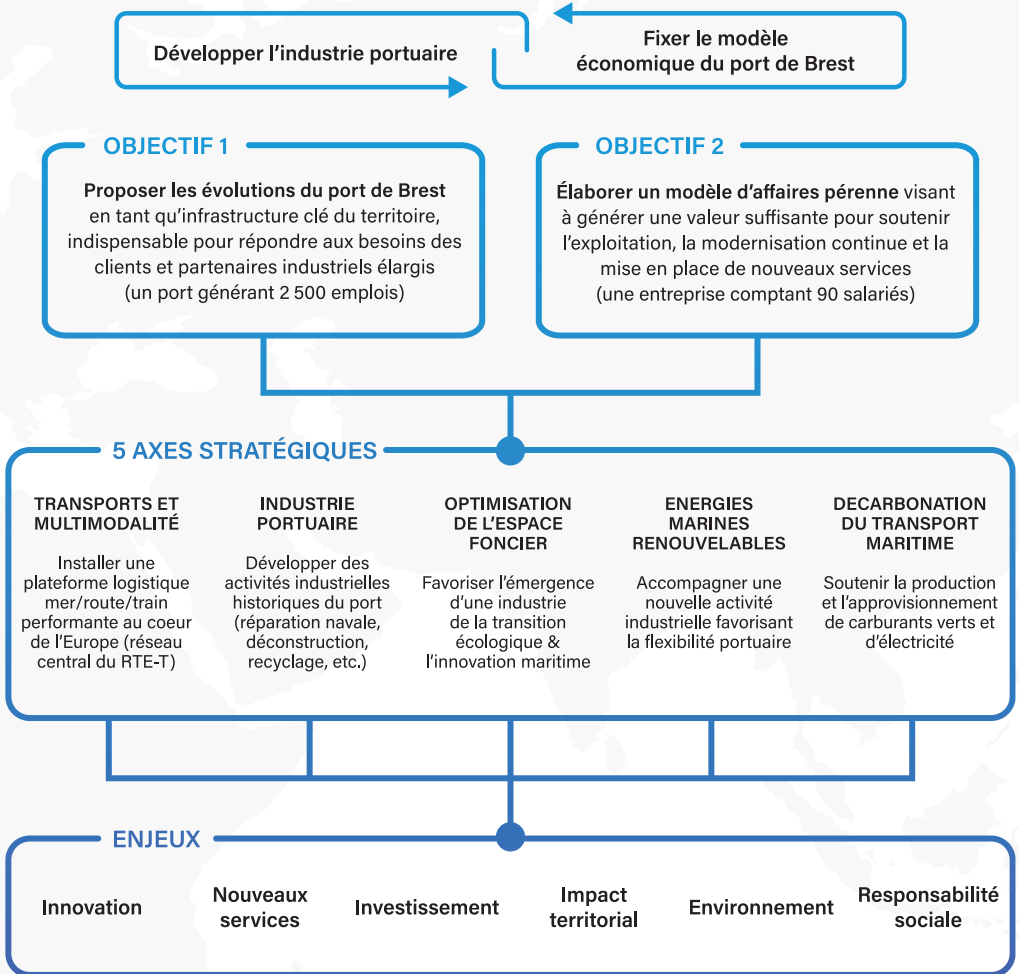 Développer l'industrie portuaire
Fixer le modèle
économique du port de Brest
OBJECTIF 1
Proposer les évolutions du port de Brest
en tant qu'infrastructure clé du territoire,
indispensable pour répondre aux besoins des
clients et partenaires industriels élargis
(un port générant 2 500 emplois)
OBJECTIF 2
Élaborer un modèle d'affaires pérenne visant
à générer une valeur suffisante pour soutenir
l'exploitation, la modernisation continue et la
mise en place de nouveaux services
(une entreprise comptant 90 salariés)
5 AXES STRATÉGIQUES
TRANSPORTS ET
MULTIMODALITÉ
Installer une
plateforme logistique
mer/route/train
performante au coeur
de l'Europe (réseau
central du RTE-T)
INDUSTRIE
PORTUAIRE
Développer des
activités industrielles
historiques du port
(réparation navale,
déconstruction,
recyclage, etc.)
OPTIMISATION
DE L'ESPACE
FONCIER
Favoriser l'émergence
d'une industrie
de la transition
écologique &
l'innovation maritime
ENERGIES
MARINES
RENOUVELABLES
Accompagner une
nouvelle activité
industrielle favorisant
la flexibilité portuaire
DECARBONATION
DU TRANSPORT
MARITIME
Soutenir la production
et l'approvisionnement
de carburants verts et
d'électricité
ENJEUX
Innovation
Nouveaux
services
Investissement
Impact
territorial
Environnement
Responsabilité
sociale